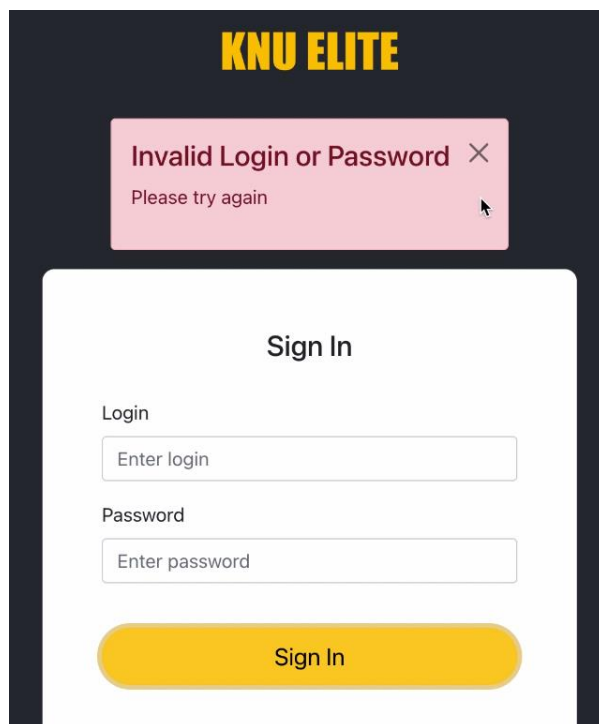 KNU ELITE
Invalid Login or Password
Please try again
Sign In
Login
Enter login
Password
Enter password
Sign In